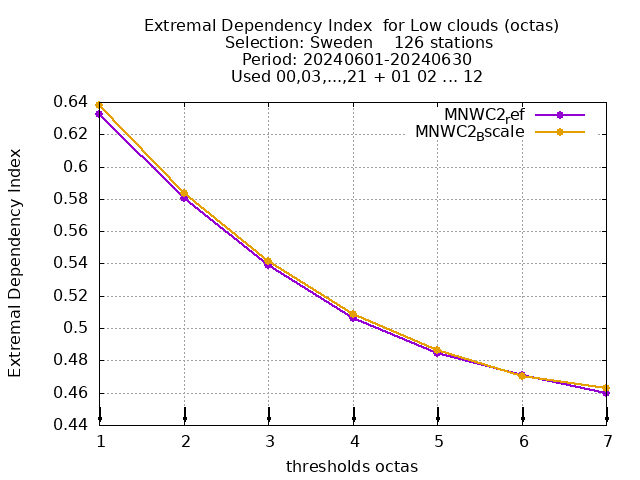 Extremal Dependency Index  for Low clouds (octas)
Selection: Sweden    126 stations
Period: 20240601-20240630
Used 00,03,...,21 + 01 02 ... 12
MNWC2ref
MNWC2Bscale
Extremal Dependency Index
0.64
0.62
0.6
0.58
0.56
0.54
0.52
0.5
0.48
0.46
0.44
1 2 3 4 5 6 7
thresholds octas